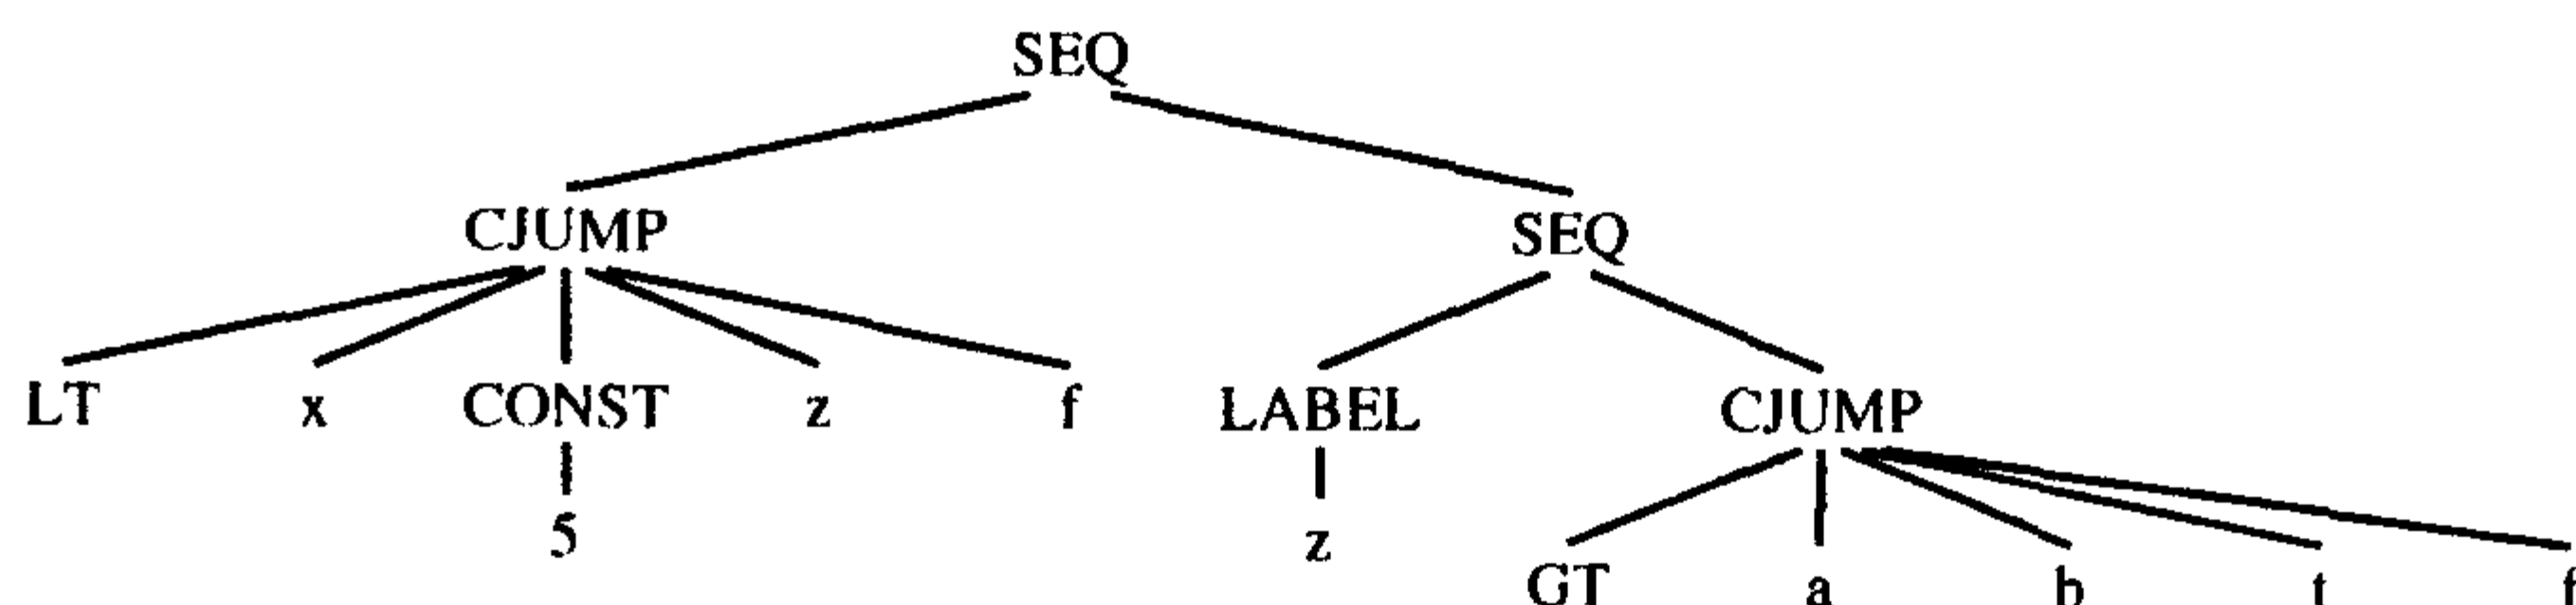 SEQ
CJUMP SEQ
LT x CONST z f LABEL CJUMP
5 z
GT a b t f